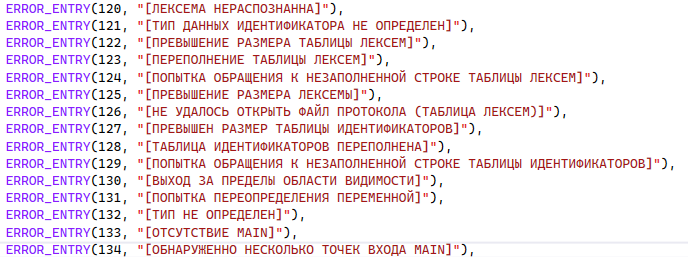 ERROR_ENTRY(120, "[ЛЕКСЕМА НЕРАСПОЗНАННА]"),
ERROR_ENTRY(121, "[ТИП ДАННЫХ ИДЕНТИФИКАТОРА НЕ ОПРЕДЕЛЕН]"),
ERROR_ENTRY(122, "[ПРЕВЫШЕНИЕ РАЗМЕРА ТАБЛИЦЫ ЛЕКСЕМ]"),
ERROR_ENTRY(123, "[ПЕРЕПОЛНЕНИЕ ТАБЛИЦЫ ЛЕКСЕМ]"),
ERROR_ENTRY(124, "[ПОПЫТКА ОБРАЩЕНИЯ К НЕЗАПОЛНЕННОЙ СТРОКЕ ТАБЛИЦЫ ЛЕКСЕМ]"),
ERROR_ENTRY(125, "[ПРЕВЫШЕНИЕ РАЗМЕРА ЛЕКСЕМЫ]"),
ERROR_ENTRY(126, "[НЕ УДАЛОСЬ ОТКРЫТЬ ФАЙЛ ПРОТОКОЛА (ТАБЛИЦА ЛЕКСЕМ)]"),
ERROR_ENTRY(127, "[ПРЕВЫШЕН РАЗМЕР ТАБЛИЦЫ ИДЕНТИФИКАТОРОВ]"),
ERROR_ENTRY(128, "[ТАБЛИЦА ИДЕНТИФИКАТОРОВ ПЕРЕПОЛНЕНА]"),
ERROR_ENTRY(129, "[ПОПЫТКА ОБРАЩЕНИЯ К НЕЗАПОЛНЕННОЙ СТРОКЕ ТАБЛИЦЫ ИДЕНТИФИКАТОРОВ]"),
ERROR_ENTRY(130, "[ВЫХОД ЗА ПРЕДЕЛЫ ОБЛАСТИ ВИДИМОСТИ]"),
ERROR_ENTRY(131, "[ПОПЫТКА ПЕРЕОПРЕДЕЛЕНИЯ ПЕРЕМЕННОЙ]"),
ERROR_ENTRY(132, "[ТИП НЕ ОПРЕДЕЛЕН]"),
ERROR_ENTRY(133, "[ОТСУТСТВИЕ MAIN]"),
ERROR_ENTRY(134, "[ОБНАРУЖЕННО НЕСКОЛЬКО ТОЧЕК ВХОДА MAIN]"),